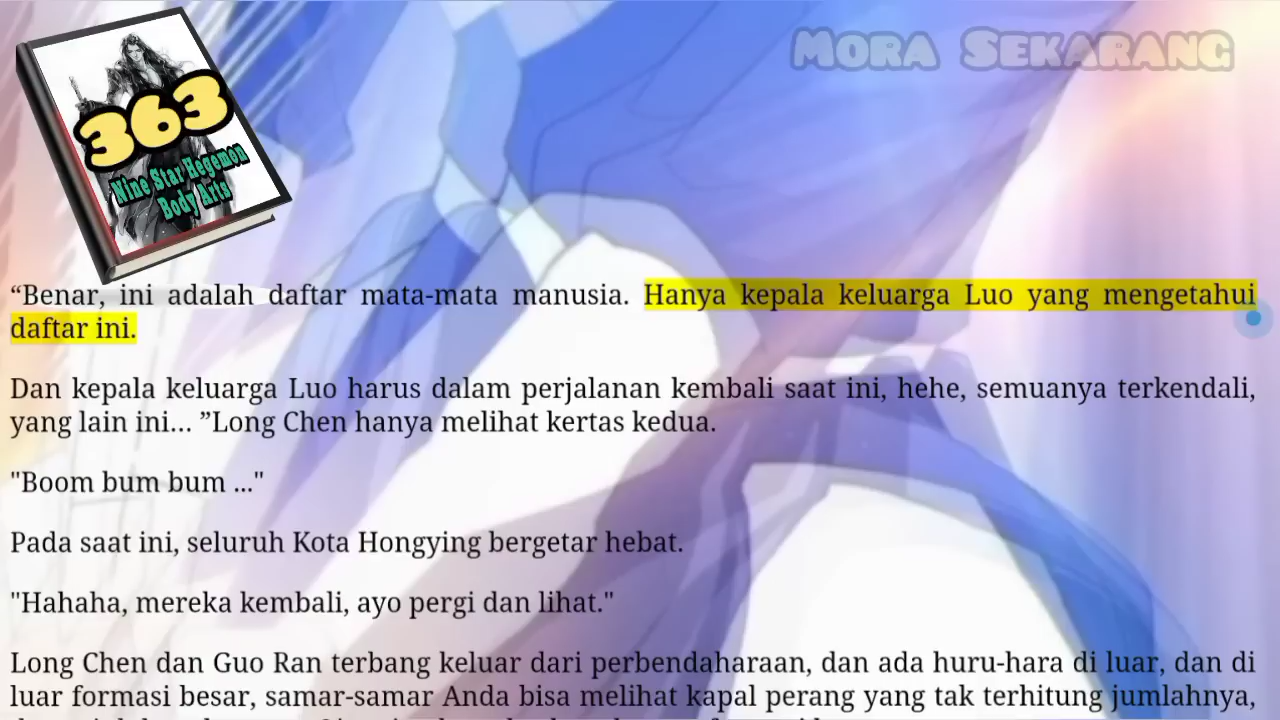 MORA SEKARANG
363
Nine Star Hegemon
Body Arts
“Benar, ini adalah daftar mata-mata manusia. Hanya kepala keluarga Luo yang mengetahui
daftar ini.
Dan kepala keluarga Luo harus dalam perjalanan kembali saat ini, hehe, semuanya terkendali,
yang lain ini… ”Long Chen hanya melihat kertas kedua.
"Boom bum bum ..."
Pada saat ini, seluruh Kota Hongying bergetar hebat.
"Hahaha, mereka kembali, ayo pergi dan lihat."
Long Chen dan Guo Ran terbang keluar dari perbendaharaan, dan ada huru-hara di luar, dan di
luar formasi besar, samar-samar Anda bisa melihat kapal perang yang tak terhitung jumlahnya,